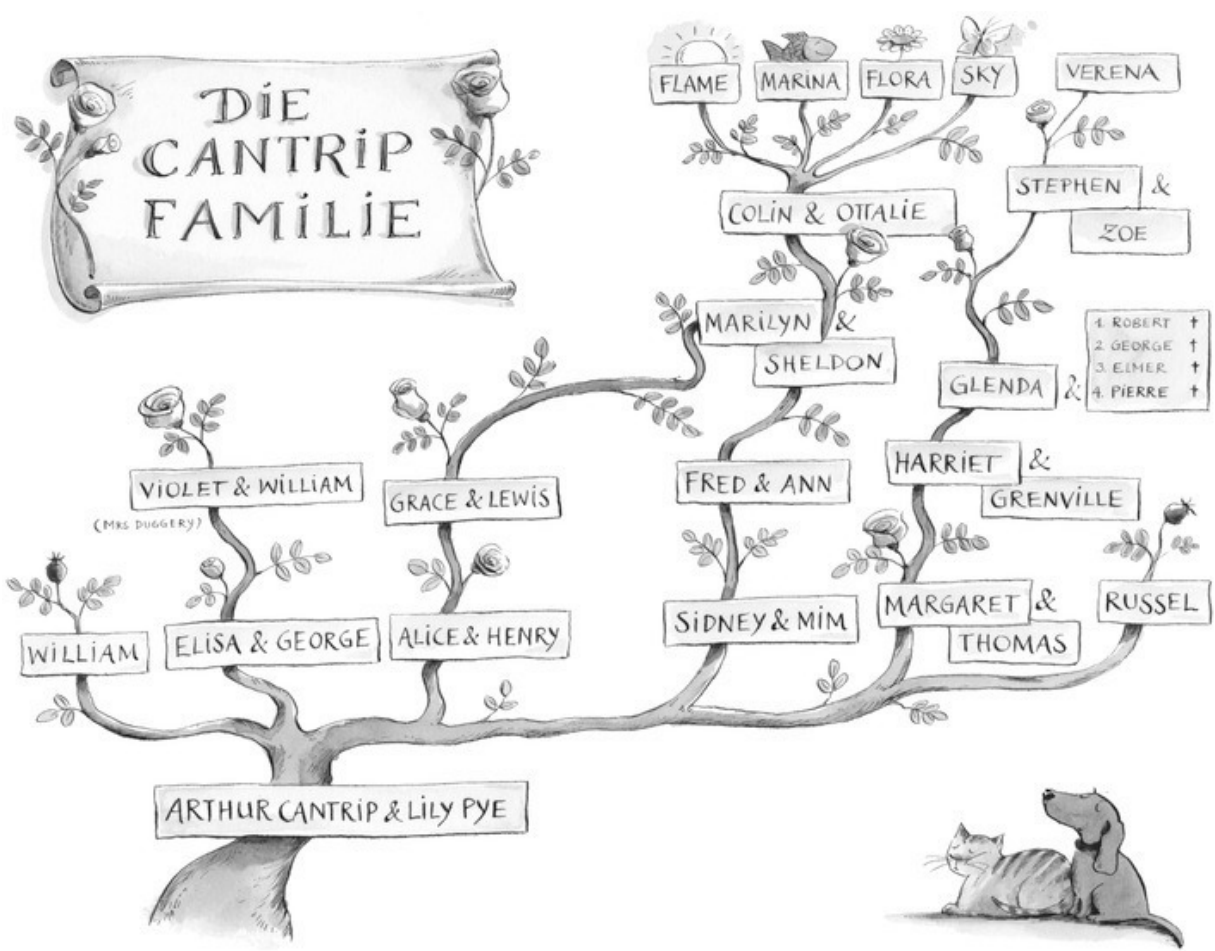 DiE
CANTRiP
FAMiLiE
FLAME
MARiNA
FLORA
SKY
VERENA
STEPHEN &
ZOE
COLiN & OTTALIE
MARiLYN &
SHELDON
GLENDA &
1. ROBERT †
2. GEORGE †
3. ELMER †
4. PiERRE †
ViOLET & WiLLiAM
(MRS DUGGERY)
GRACE & LEWiS
FRED & ANN
HARRiET &
GRENViLLE
WiLLiAM
ELiSA & GEORGE
ALiCE & HENRY
SiDNEY & MiM
MARGARET &
THOMAS
RUSSEL
ARTHUR CANTRiP & LiLY PYE